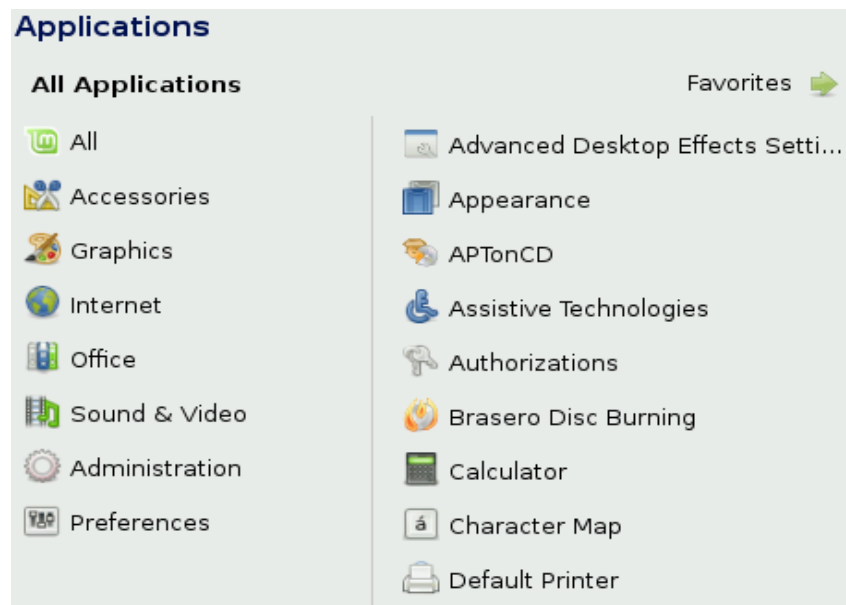 Applications
All Applications
Favorites
All
Accessories
Graphics
Internet
Office
Sound & Video
Administration
Preferences
Advanced Desktop Effects Setti...
Appearance
APTonCD
Assistive Technologies
Authorizations
Brasero Disc Burning
Calculator
á
Character Map
Default Printer